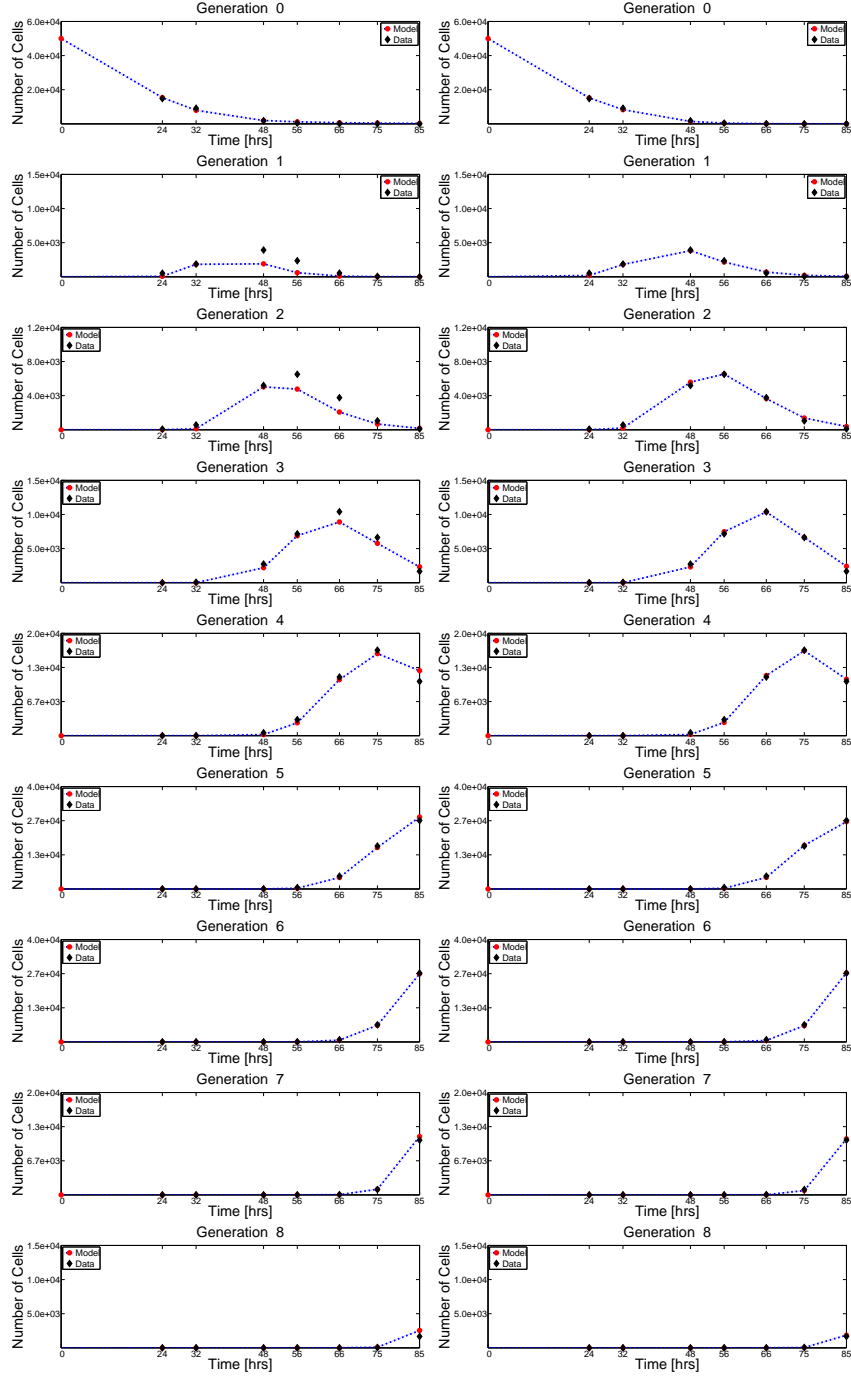 Generation 0
Number of Cells
6.0e+04
4.0e+04
2.0e+04
Model
Data
0 24 32 48 56 66 75 85
Time [hrs]
Generation 0
Number of Cells
6.0e+04
4.0e+04
2.0e+04
Model
Data
0 24 32 48 56 66 75 85
Time [hrs]
Generation 1
Number of Cells
1.5e+04
1.0e+04
5.0e+03
Model
Data
0 24 32 48 56 66 75 85
Time [hrs]
Generation 1
Number of Cells
1.5e+04
1.0e+04
5.0e+03
Model
Data
0 24 32 48 56 66 75 85
Time [hrs]
Generation 2
Number of Cells
1.2e+04
8.0e+03
4.0e+03
Model
Data
0 24 32 48 56 66 75 85
Time [hrs]
Generation 2
Number of Cells
1.2e+04
8.0e+03
4.0e+03
Model
Data
0 24 32 48 56 66 75 85
Time [hrs]
Generation 3
Number of Cells
1.5e+04
1.0e+04
5.0e+03
Model
Data
0 24 32 48 56 66 75 85
Time [hrs]
Generation 3
Number of Cells
1.5e+04
1.0e+04
5.0e+03
Model
Data
0 24 32 48 56 66 75 85
Time [hrs]
Generation 4
Number of Cells
2.0e+04
1.3e+04
6.7e+03
Model
Data
0 24 32 48 56 66 75 85
Time [hrs]
Generation 4
Number of Cells
2.0e+04
1.3e+04
6.7e+03
Model
Data
0 24 32 48 56 66 75 85
Time [hrs]
Generation 5
Number of Cells
4.0e+04
2.7e+04
1.3e+04
Model
Data
0 24 32 48 56 66 75 85
Time [hrs]
Generation 5
Number of Cells
4.0e+04
2.7e+04
1.3e+04
Model
Data
0 24 32 48 56 66 75 85
Time [hrs]
Generation 6
Number of Cells
4.0e+04
2.7e+04
1.3e+04
Model
Data
0 24 32 48 56 66 75 85
Time [hrs]
Generation 6
Number of Cells
4.0e+04
2.7e+04
1.3e+04
Model
Data
0 24 32 48 56 66 75 85
Time [hrs]
Generation 7
Number of Cells
2.0e+04
1.3e+04
6.7e+03
Model
Data
0 24 32 48 56 66 75 85
Time [hrs]
Generation 7
Number of Cells
2.0e+04
1.3e+04
6.7e+03
Model
Data
0 24 32 48 56 66 75 85
Time [hrs]
Generation 8
Number of Cells
1.5e+04
1.0e+04
5.0e+03
Model
Data
0 24 32 48 56 66 75 85
Time [hrs]
Generation 8
Number of Cells
1.5e+04
1.0e+04
5.0e+03
Model
Data
0 24 32 48 56 66 75 85
Time [hrs]